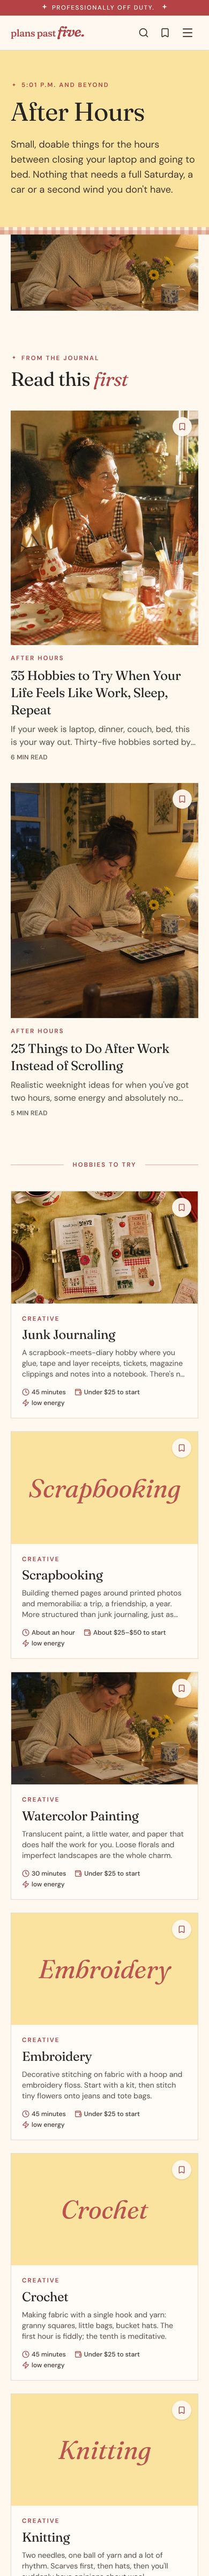 PROFESSIONALLY OFF DUTY.
plans past five.
5:01 P.M. AND BEYOND
After Hours
Small, doable things for the hours
between closing your laptop and going to
bed. Nothing that needs a full Saturday, a
car or a second wind you don't have.
FROM THE JOURNAL
Read this first
AFTER HOURS
35 Hobbies to Try When Your
Life Feels Like Work, Sleep,
Repeat
If your week is laptop, dinner, couch, bed, this
is your way out. Thirty-five hobbies sorted by...
6 MIN READ
AFTER HOURS
25 Things to Do After Work
Instead of Scrolling
Realistic weeknight ideas for when you've got
two hours, some energy and absolutely no...
5 MIN READ
HOBBIES TO TRY
CREATIVE
Junk Journaling
A scrapbook-meets-diary hobby where you
glue, tape and layer receipts, tickets, magazine
clippings and notes into a notebook. There's n...
45 minutes Under $25 to start
low energy
Scrapbooking
CREATIVE
Scrapbooking
Building themed pages around printed photos
and memorabilia: a trip, a friendship, a year.
More structured than junk journaling, just as...
About an hour About $25–$50 to start
low energy
CREATIVE
Watercolor Painting
Translucent paint, a little water, and paper that
does half the work for you. Loose florals and
imperfect landscapes are the whole charm.
30 minutes Under $25 to start
low energy
Embroidery
CREATIVE
Embroidery
Decorative stitching on fabric with a hoop and
embroidery floss. Start with a kit, then stitch
tiny flowers onto jeans and tote bags.
45 minutes Under $25 to start
low energy
Crochet
CREATIVE
Crochet
Making fabric with a single hook and yarn:
granny squares, little bags, bucket hats. The
first hour is fiddly; the tenth is meditative.
45 minutes Under $25 to start
low energy
Knitting
CREATIVE
Knitting
Two needles, one ball of yarn and a lot of
rhythm. Scarves first, then hats, then you'll